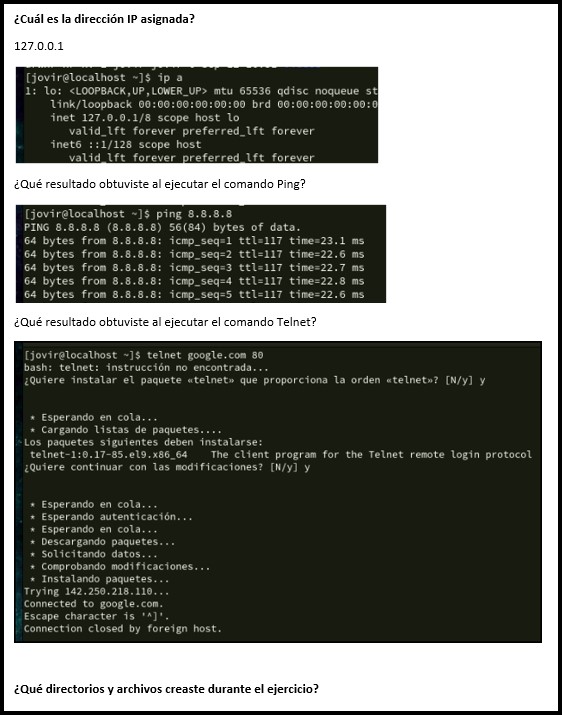 ¿Cuál es la dirección IP asignada?
127.0.0.1
[jovir@localhost ~]$ ip a
1: lo: <LOOPBACK,UP,LOWER_UP> mtu 65536 qdisc noqueue st
link/loopback 00:00:00:00:00:00 brd 00:00:00:00:00:0
inet 127.0.0.1/8 scope host lo
valid_lft forever preferred_lft forever
inet6 ::1/128 scope host
valid_lft forever preferred_lft forever
¿Qué resultado obtuviste al ejecutar el comando Ping?
[jovir@localhost ~]$ ping 8.8.8.8
PING 8.8.8.8 (8.8.8.8) 56(84) bytes of data.
64 bytes from 8.8.8.8: icmp_seq=1 ttl=117 time=23.1 ms
64 bytes from 8.8.8.8: icmp_seq=2 ttl=117 time=22.6 ms
64 bytes from 8.8.8.8: icmp_seq=3 ttl=117 time=22.7 ms
64 bytes from 8.8.8.8: icmp_seq=4 ttl=117 time=22.8 ms
64 bytes from 8.8.8.8: icmp_seq=5 ttl=117 time=22.6 ms
¿Qué resultado obtuviste al ejecutar el comando Telnet?
[jovir@localhost ~]$ telnet google.com 80
bash: telnet: instrucción no encontrada...
¿Quiere instalar el paquete «telnet» que proporciona la orden «telnet»? [N/y] y
* Esperando en cola...
* Cargando listas de paquetes....
Los paquetes siguientes deben instalarse:
telnet-1:0.17-85.el9.x86_64 The client program for the Telnet remote login protocol
¿Quiere continuar con las modificaciones? [N/y] y
* Esperando en cola...
* Esperando autenticación...
* Esperando en cola...
* Descargando paquetes...
* Solicitando datos...
* Comprobando modificaciones...
* Instalando paquetes...
Trying 142.250.218.110...
Connected to google.com.
Escape character is '^]'.
Connection closed by foreign host.
¿Qué directorios y archivos creaste durante el ejercicio?